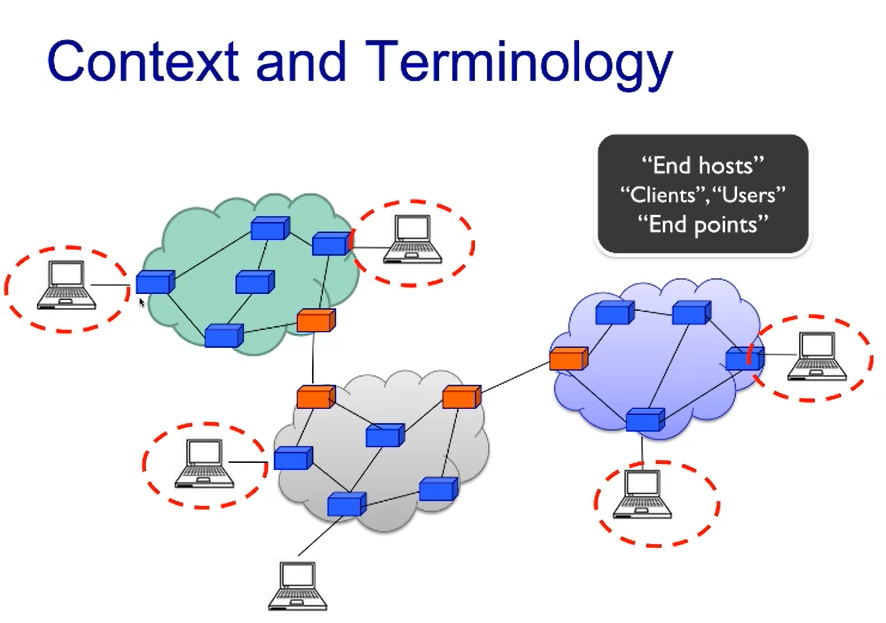 Context and Terminology
“End hosts”
“Clients”, “Users”
“End points”